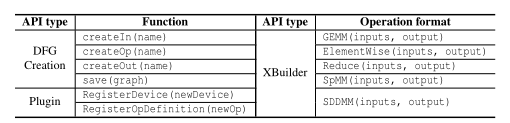 API type Function API type Operation format
DFG Creation createIn(name) XBuilder GEMM(inputs, output)
createOp(name) ElementWise(inputs, output)
createOut(name) Reduce(inputs, output)
save(graph) SpMM(inputs, output)
Plugin RegisterDevice(newDevice) SDDMM(inputs, output)
RegisterOpDefinition(newOp)